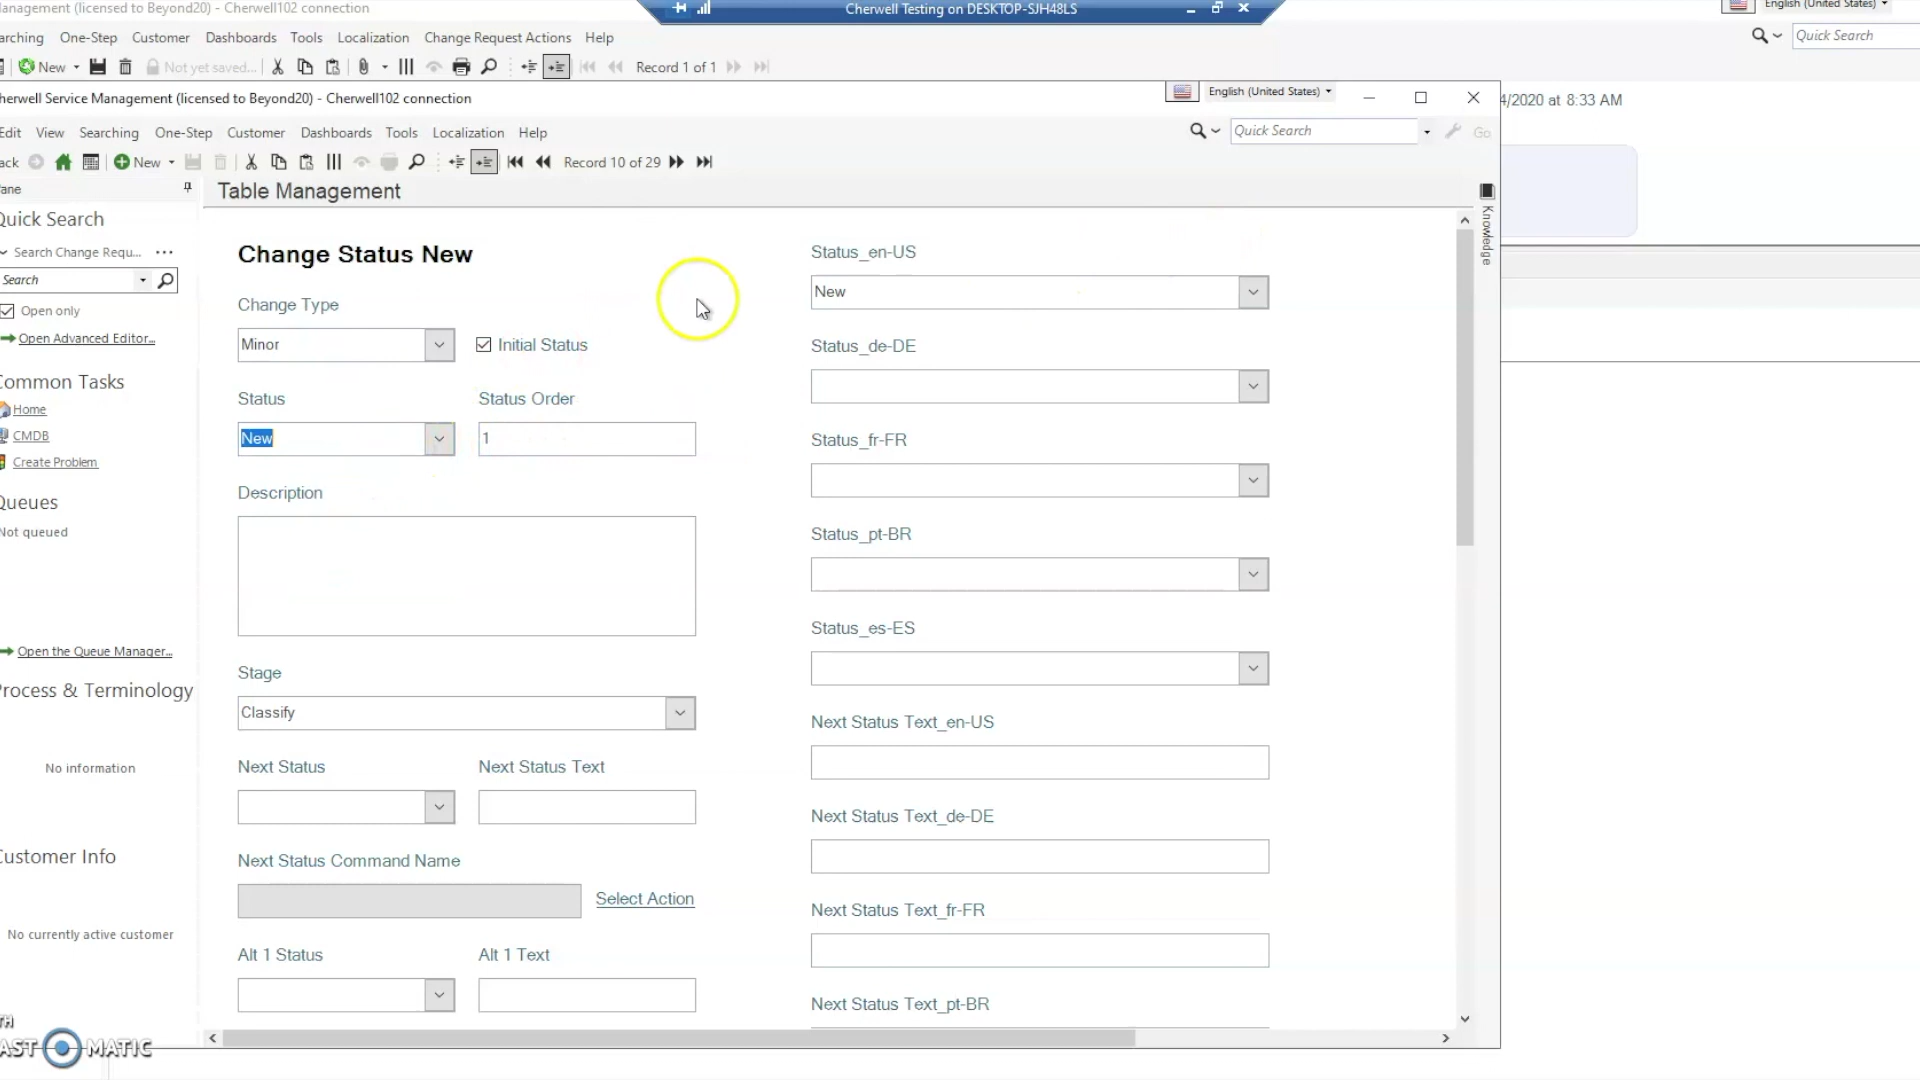 anagement (licensed to Beyond20) - Cherwell102 connection
Cherwell Testing on DESKTOP-SJH48LS
English (United States)
arching One-Step Customer Dashboards Tools Localization Change Request Actions Help
Quick Search
New Not yet saved... Record 1 of 1
herwell Service Management (licensed to Beyond20) - Cherwell102 connection
English (United States)
4/2020 at 8:33 AM
Edit View Searching One-Step Customer Dashboards Tools Localization Help
Quick Search Go
ack New Record 10 of 29
ane
Table Management
Knowledge
Quick Search
Search Change Requ... ...
Search
Open only
Open Advanced Editor...
Common Tasks
Home
CMDB
Create Problem
Queues
Not queued
Open the Queue Manager...
Process & Terminology
No information
Customer Info
No currently active customer
Change Status New
Change Type
Minor
Initial Status
Status
Status Order
New
1
Description
Stage
Classify
Next Status
Next Status Text
Next Status Command Name
Select Action
Alt 1 Status
Alt 1 Text
Status_en-US
New
Status_de-DE
Status_fr-FR
Status_pt-BR
Status_es-ES
Next Status Text_en-US
Next Status Text_de-DE
Next Status Text_fr-FR
Next Status Text_pt-BR
TH
AST MATIC